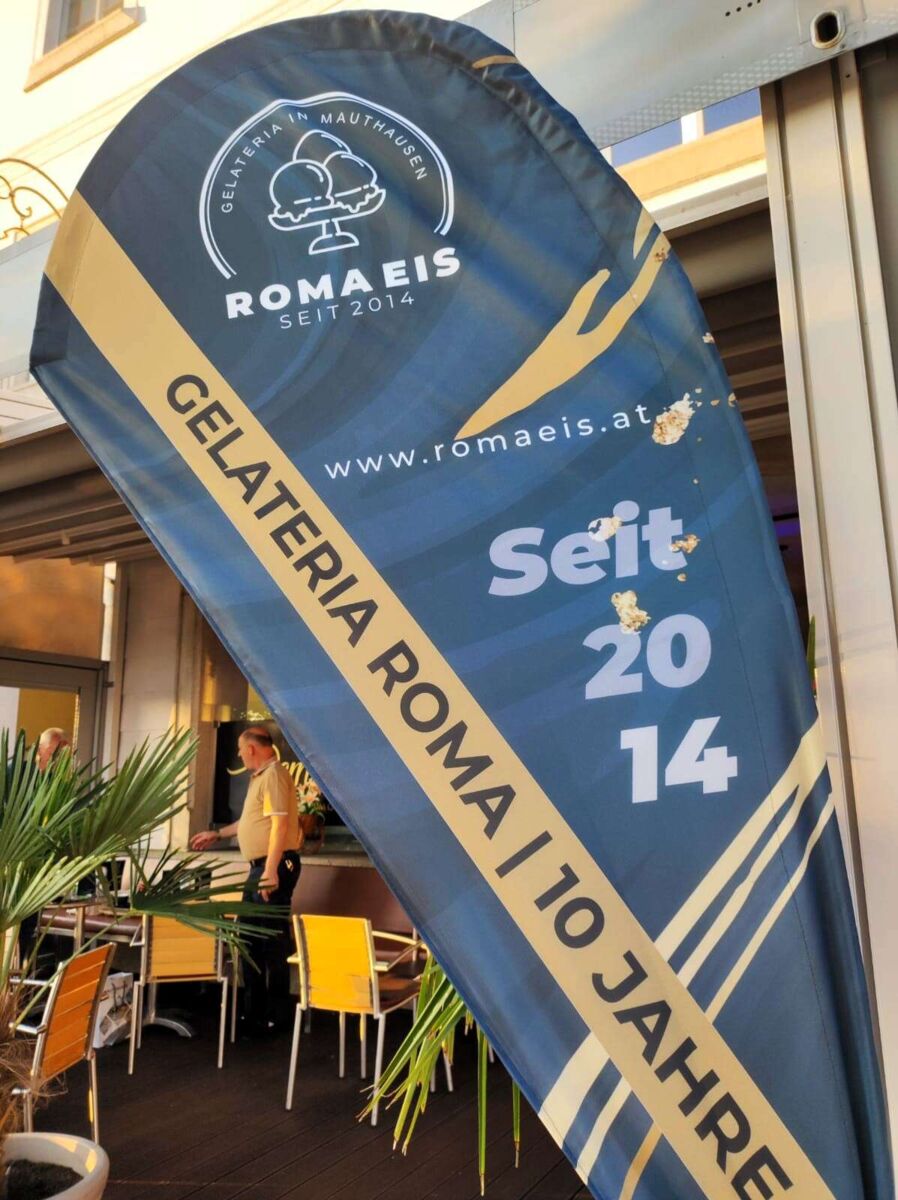 GELATERIA IN MAUTHAUSEN
ROMA EIS
SEIT 2014
www.romaeis.at
Seit
20
14
GELATERIA ROMA | 10 JAHRE